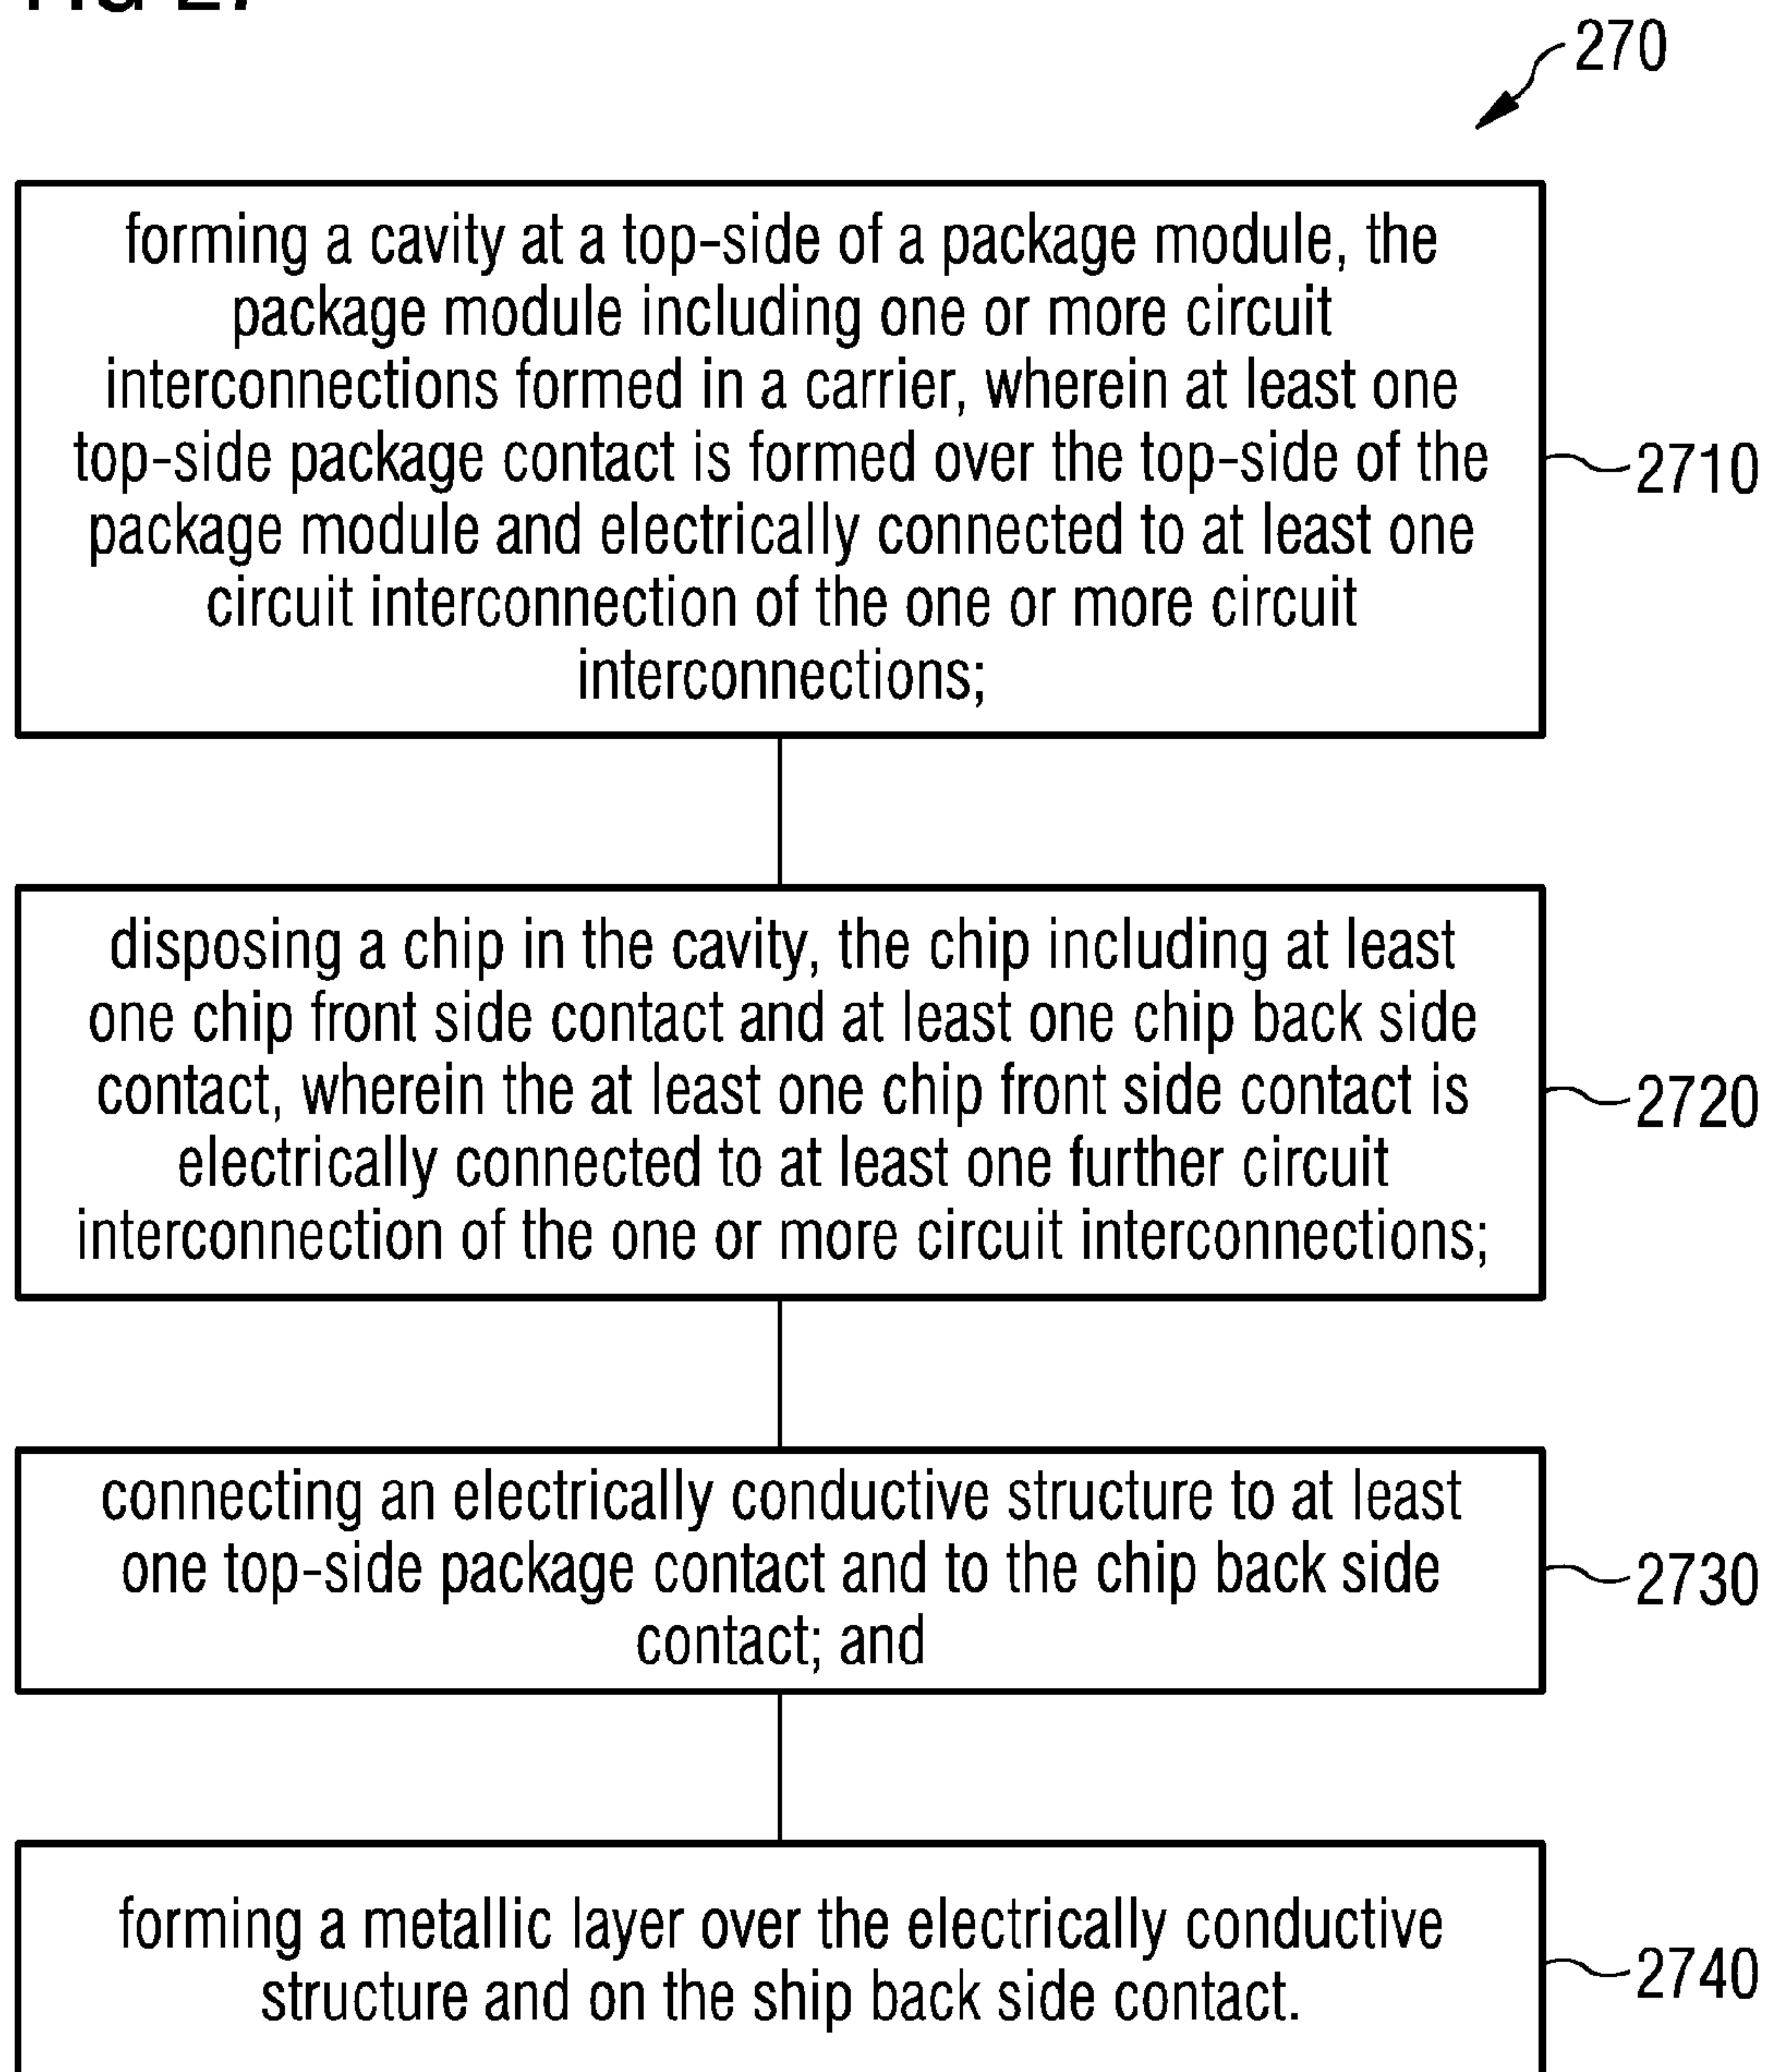 FIG 27
270
forming a cavity at a top-side of a package module, the
package module including one or more circuit
interconnections formed in a carrier, wherein at least one
top-side package contact is formed over the top-side of the
package module and electrically connected to at least one
circuit interconnection of the one or more circuit
interconnections;
2710
disposing a chip in the cavity, the chip including at least
one chip front side contact and at least one chip back side
contact, wherein the at least one chip front side contact is
electrically connected to at least one further circuit
interconnection of the one or more circuit interconnections;
2720
connecting an electrically conductive structure to at least
one top-side package contact and to the chip back side
contact; and
2730
forming a metallic layer over the electrically conductive
structure and on the ship back side contact.
2740